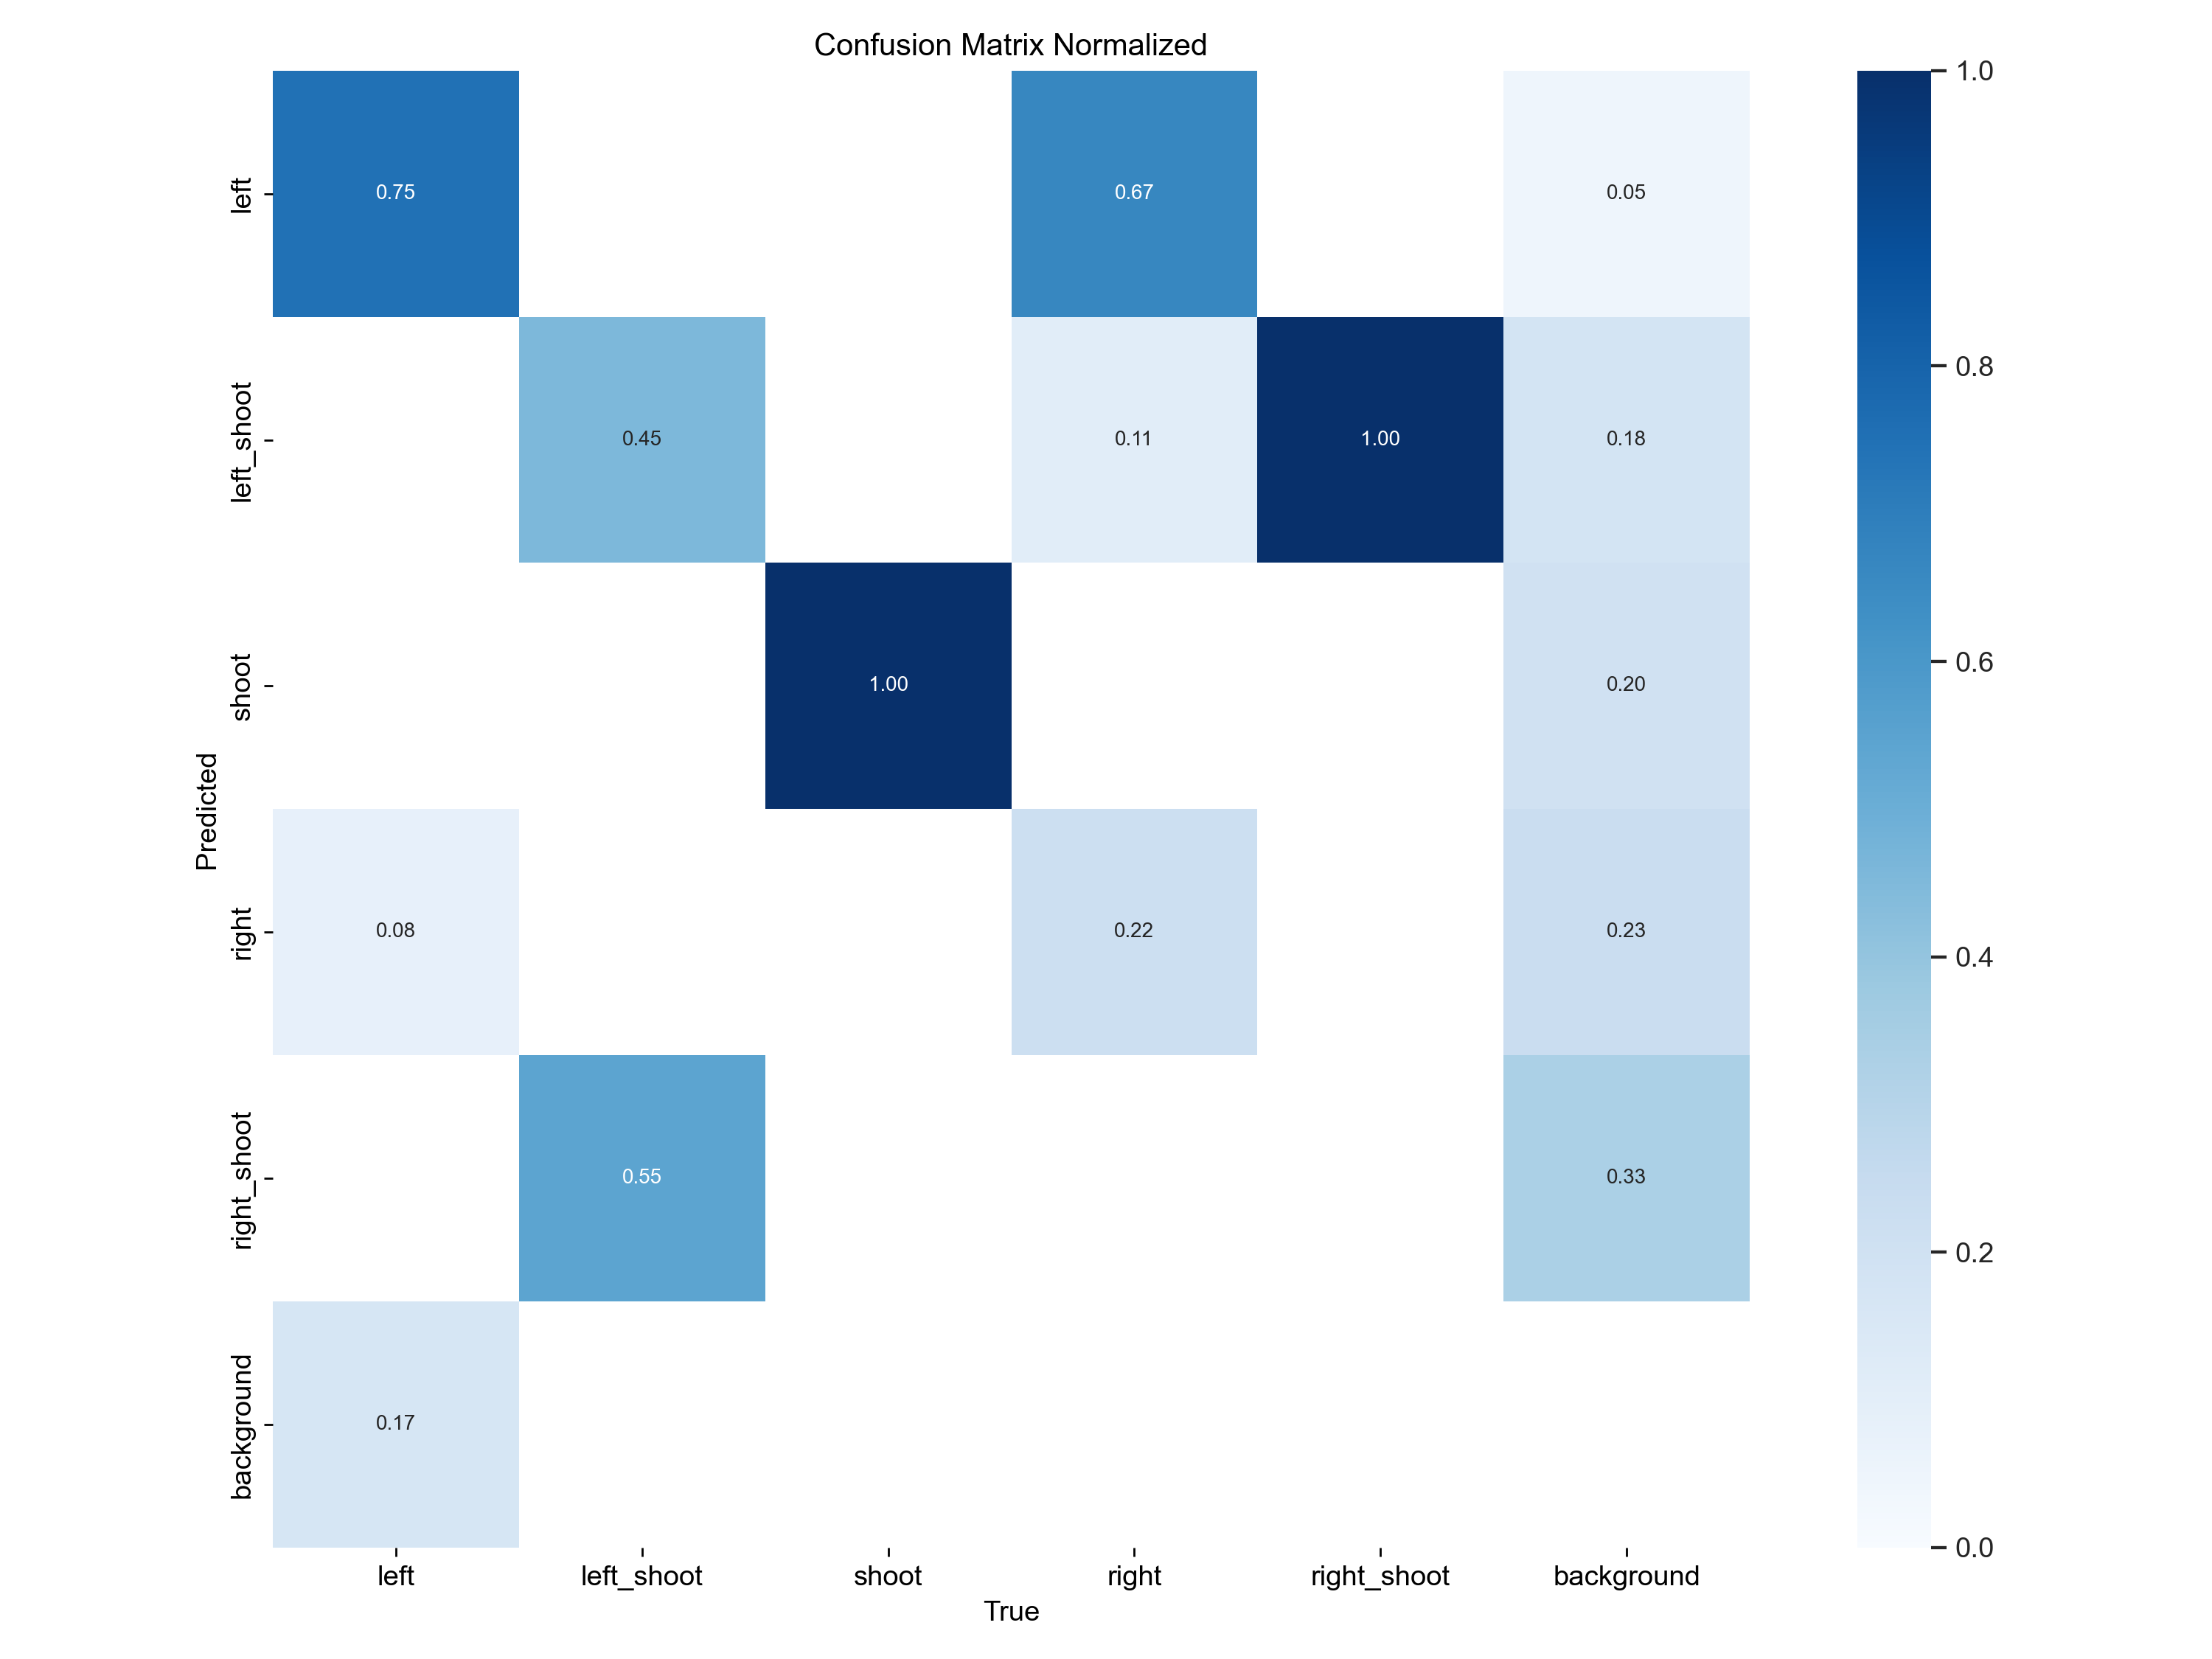 Confusion Matrix Normalized
left
0.75
0.67
0.05
left_shoot
0.45
0.11
1.00
0.18
shoot
1.00
0.20
right
0.08
0.22
0.23
right_shoot
0.55
0.33
background
0.17
Predicted
left
left_shoot
shoot
right
right_shoot
background
True
1.0
0.8
0.6
0.4
0.2
0.0